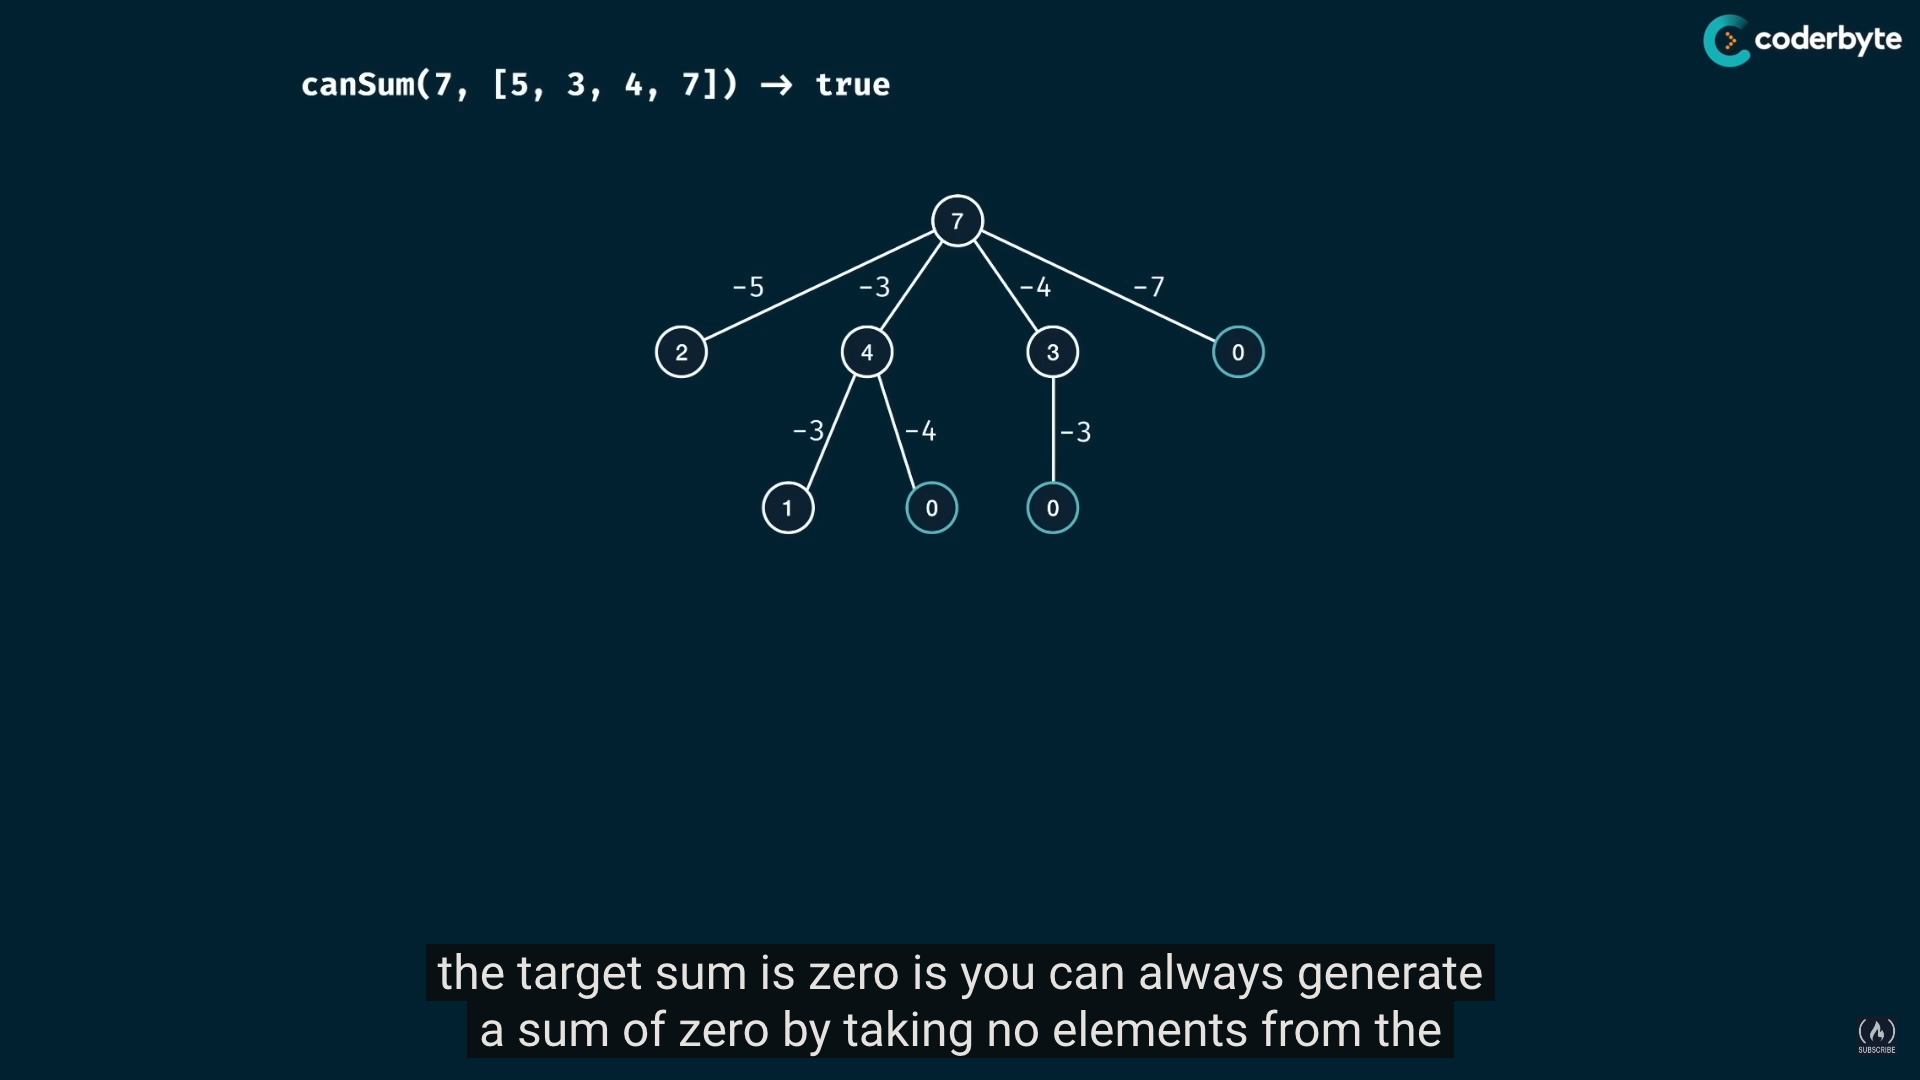 coderbyte
canSum(7, [5, 3, 4, 7]) → true
7
-5 -3 -4 -7
2 4 3 0
-3 -4 -3
1 0 0
the target sum is zero is you can always generate
a sum of zero by taking no elements from the
SUBSCRIBE